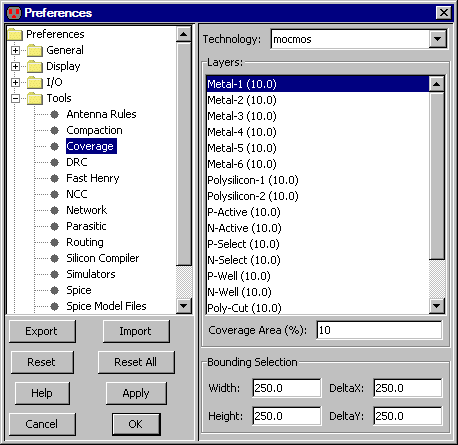 Preferences
Preferences
General
Display
I/O
Tools
Antenna Rules
Compaction
Coverage
DRC
Fast Henry
NCC
Network
Parasitic
Routing
Silicon Compiler
Simulators
Spice
Spice Model Files
Export
Import
Reset
Reset All
Help
Apply
Cancel
OK
Technology: mocmos
Layers:
Metal-1 (10.0)
Metal-2 (10.0)
Metal-3 (10.0)
Metal-4 (10.0)
Metal-5 (10.0)
Metal-6 (10.0)
Polysilicon-1 (10.0)
Polysilicon-2 (10.0)
P-Active (10.0)
N-Active (10.0)
P-Select (10.0)
N-Select (10.0)
P-Well (10.0)
N-Well (10.0)
Poly-Cut (10.0)
Coverage Area (%): 10
Bounding Selection
Width: 250.0 DeltaX: 250.0
Height: 250.0 DeltaY: 250.0